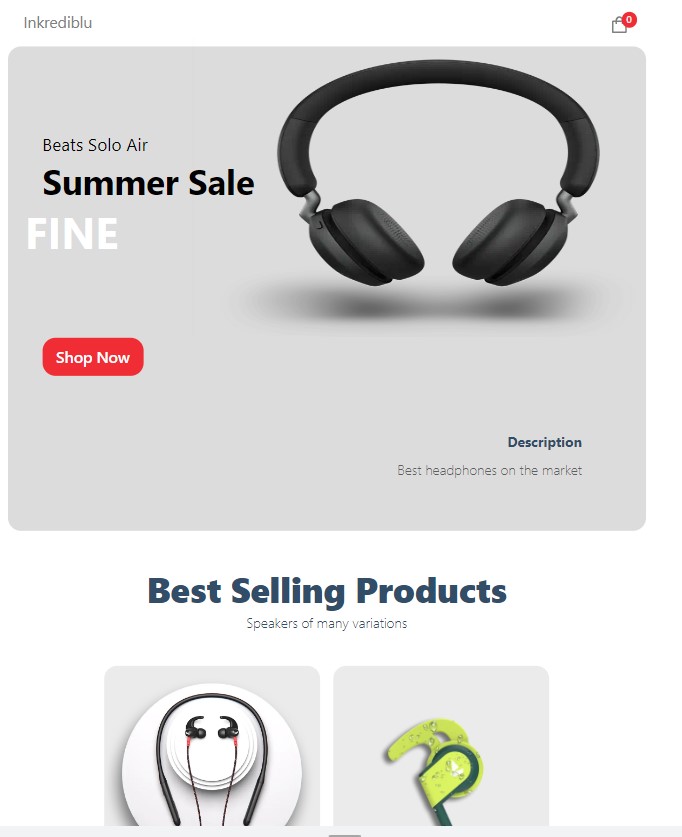 Inkrediblu
0
Beats Solo Air
Summer Sale
FINE
Shop Now
Description
Best headphones on the market
Best Selling Products
Speakers of many variations